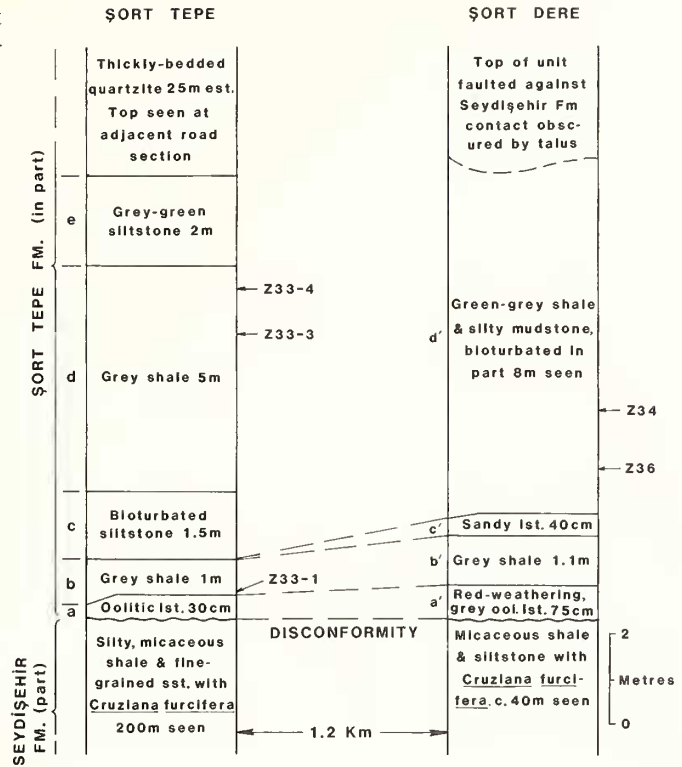 ŞORT TEPE
ŞORT DERE
ŞORT TEPE FM. (in part)
SEYDİŞEHİR
FM. (part)
Thickly-bedded
quartzite 25m est.
Top seen at
adjacent road
section
e
Grey-green
siltstone 2m
Z33-4
Z33-3
d
Grey shale 5m
c
Bioturbated
siltstone 1.5m
b
Grey shale 1m
Z33-1
a
Oolitic lst. 30cm
Silty, micaceous
shale & fine-
grained sst. with
Cruziana furcifera
200m seen
DISCONFORMITY
1.2 Km
Top of unit
faulted against
Seydişehir Fm
contact obsc-
ured by talus
d′
Green-grey shale
& silty mudstone,
bioturbated in
part 8m seen
Z34
Z36
c′
Sandy lst. 40cm
b′
Grey shale 1.1m
a′
Red-weathering,
grey ool. lst. 75cm
Micaceous shale
& siltstone with
Cruziana furci-
fera. c. 40m seen
2
Metres
0